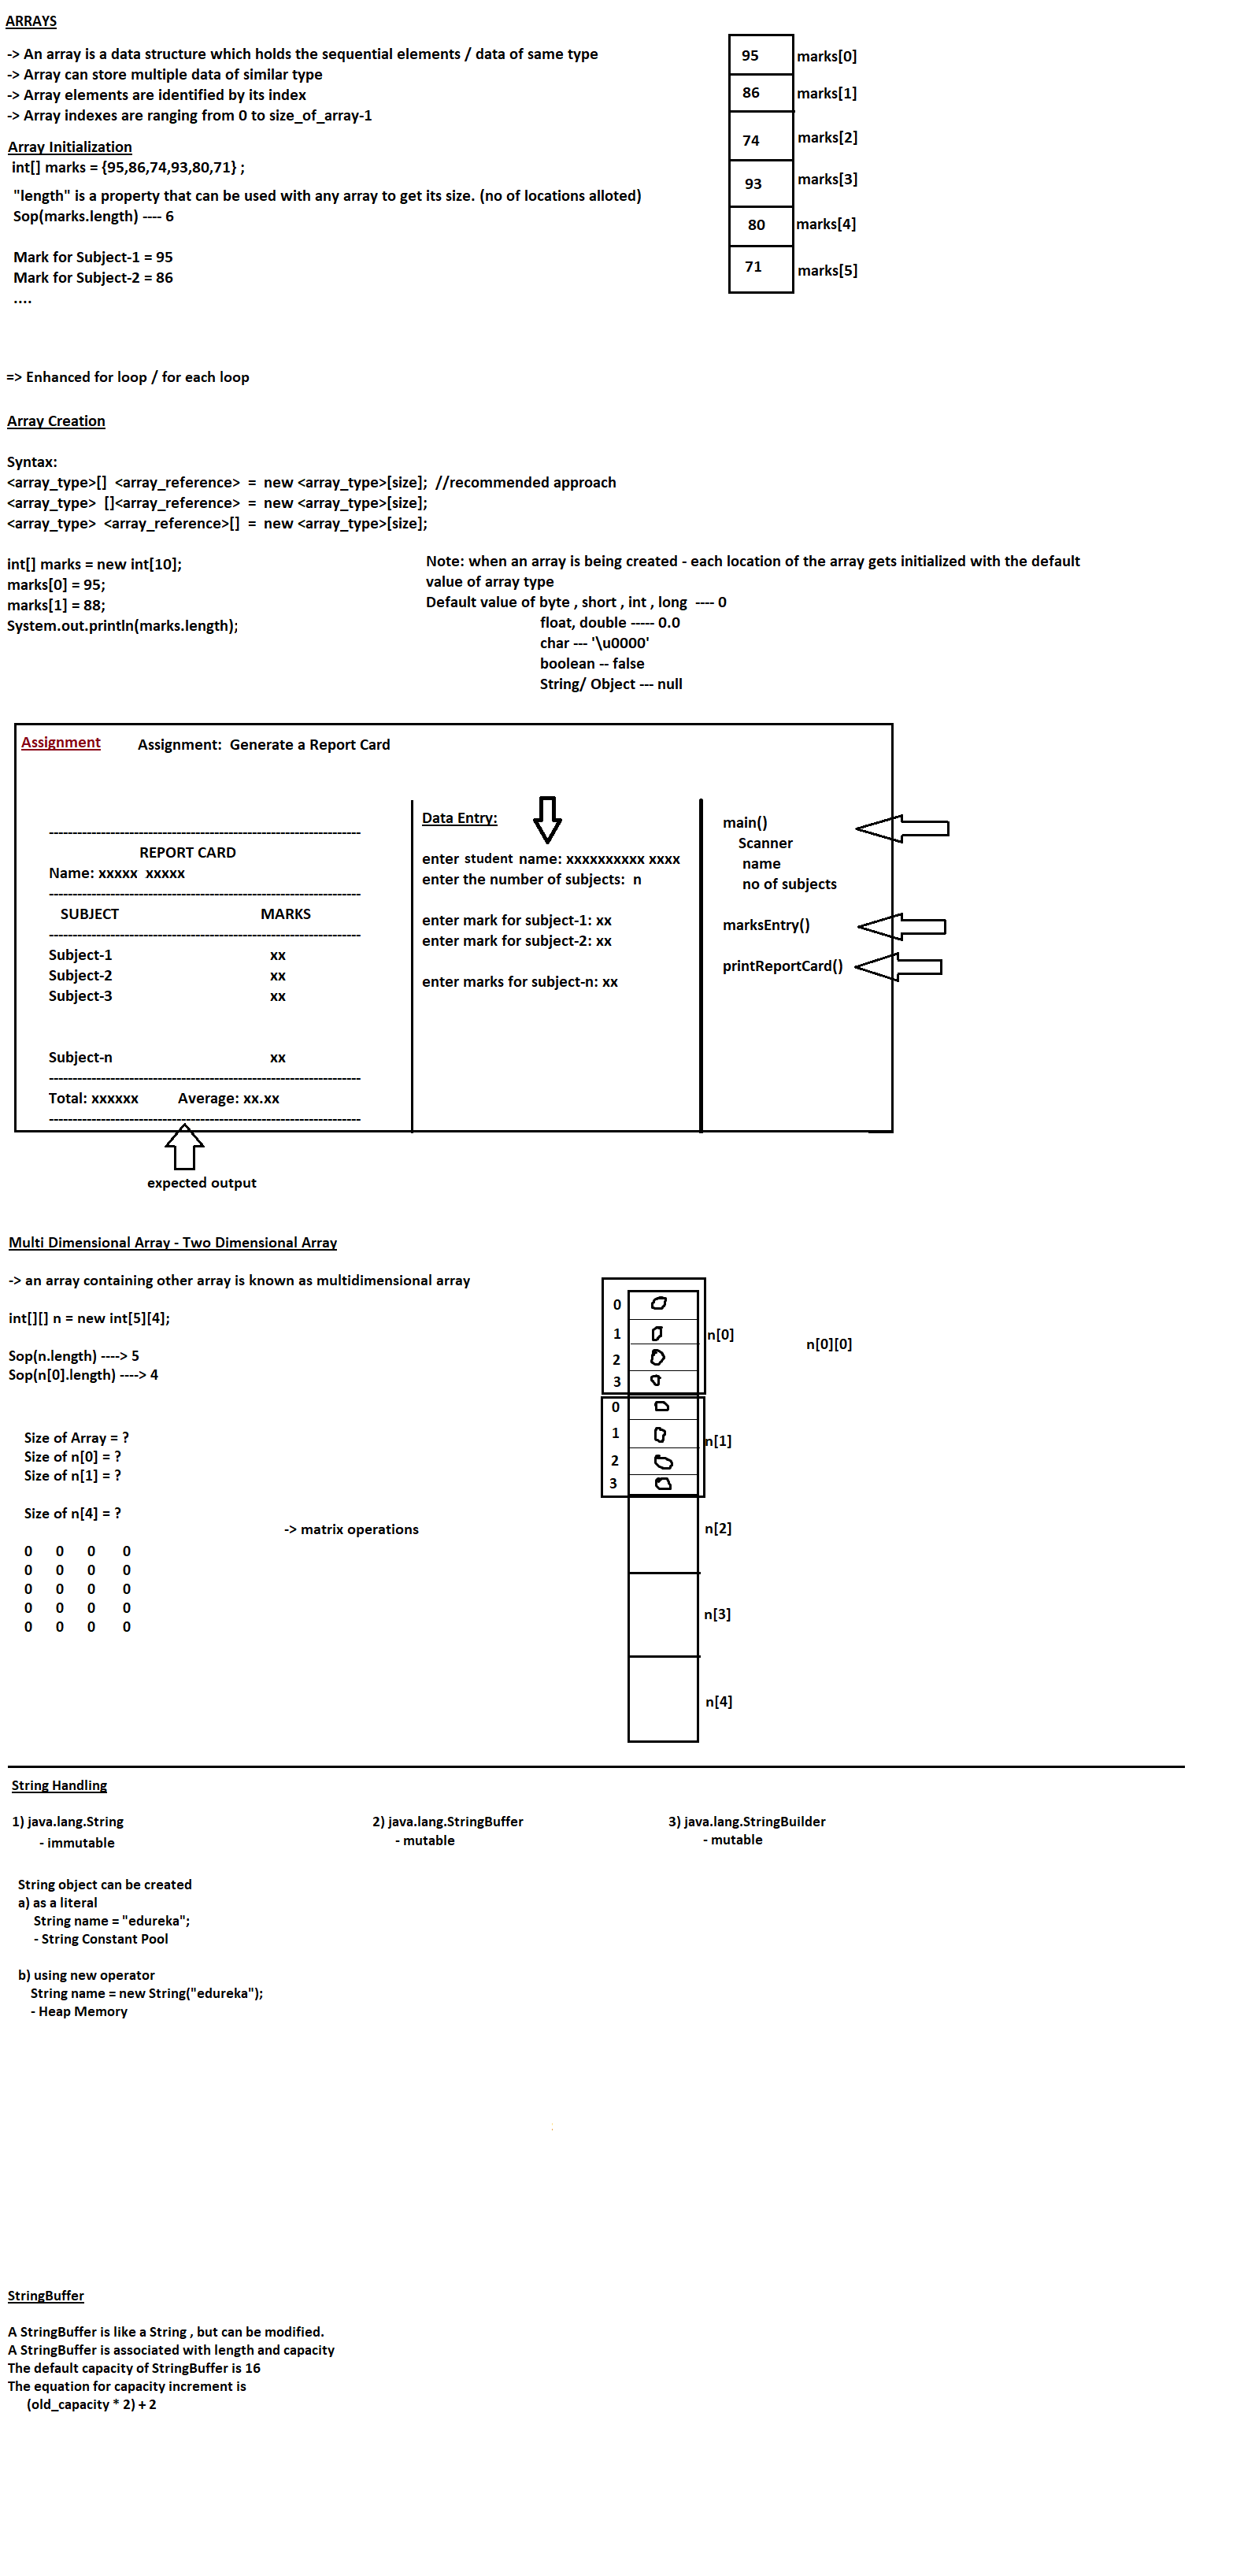 ARRAYS
-> An array is a data structure which holds the sequential elements / data of same type
-> Array can store multiple data of similar type
-> Array elements are identified by its index
-> Array indexes are ranging from 0 to size_of_array-1
95 marks[0]
86 marks[1]
74 marks[2]
93 marks[3]
80 marks[4]
71 marks[5]
Array Initialization
int[] marks = {95,86,74,93,80,71} ;
"length" is a property that can be used with any array to get its size. (no of locations alloted)
Sop(marks.length) ---- 6
Mark for Subject-1 = 95
Mark for Subject-2 = 86
....
=> Enhanced for loop / for each loop
Array Creation
Syntax:
<array_type>[]  <array_reference>  =  new <array_type>[size];  //recommended approach
<array_type>  []<array_reference>  =  new <array_type>[size];
<array_type>  <array_reference>[]  =  new <array_type>[size];
int[] marks = new int[10];
marks[0] = 95;
marks[1] = 88;
System.out.println(marks.length);
Note: when an array is being created - each location of the array gets initialized with the default
value of array type
Default value of byte , short , int , long  ---- 0
float, double ----- 0.0
char --- '\u0000'
boolean -- false
String/ Object --- null
Assignment
Assignment:  Generate a Report Card
------------------------------------------------------------------
REPORT CARD
Name: xxxxx  xxxxx
------------------------------------------------------------------
SUBJECT MARKS
------------------------------------------------------------------
Subject-1 xx
Subject-2 xx
Subject-3 xx
Subject-n xx
------------------------------------------------------------------
Total: xxxxxx Average: xx.xx
------------------------------------------------------------------
expected output
Data Entry:
enter student name: xxxxxxxxxx xxxx
enter the number of subjects:  n
enter mark for subject-1: xx
enter mark for subject-2: xx
enter marks for subject-n: xx
main()
Scanner
name
no of subjects
marksEntry()
printReportCard()
Multi Dimensional Array - Two Dimensional Array
-> an array containing other array is known as multidimensional array
int[][] n = new int[5][4];
Sop(n.length) ----> 5
Sop(n[0].length) ----> 4
Size of Array = ?
Size of n[0] = ?
Size of n[1] = ?
Size of n[4] = ?
-> matrix operations
0 0 0 0
0 0 0 0
0 0 0 0
0 0 0 0
0 0 0 0
0 0
1 0 n[0] n[0][0]
2 0
3 0
0 0
1 0 n[1]
2 0
3 0
n[2]
n[3]
n[4]
String Handling
1) java.lang.String
- immutable
2) java.lang.StringBuffer
- mutable
3) java.lang.StringBuilder
- mutable
String object can be created
a) as a literal
String name = "edureka";
- String Constant Pool
b) using new operator
String name = new String("edureka");
- Heap Memory
StringBuffer
A StringBuffer is like a String , but can be modified.
A StringBuffer is associated with length and capacity
The default capacity of StringBuffer is 16
The equation for capacity increment is
(old_capacity * 2) + 2